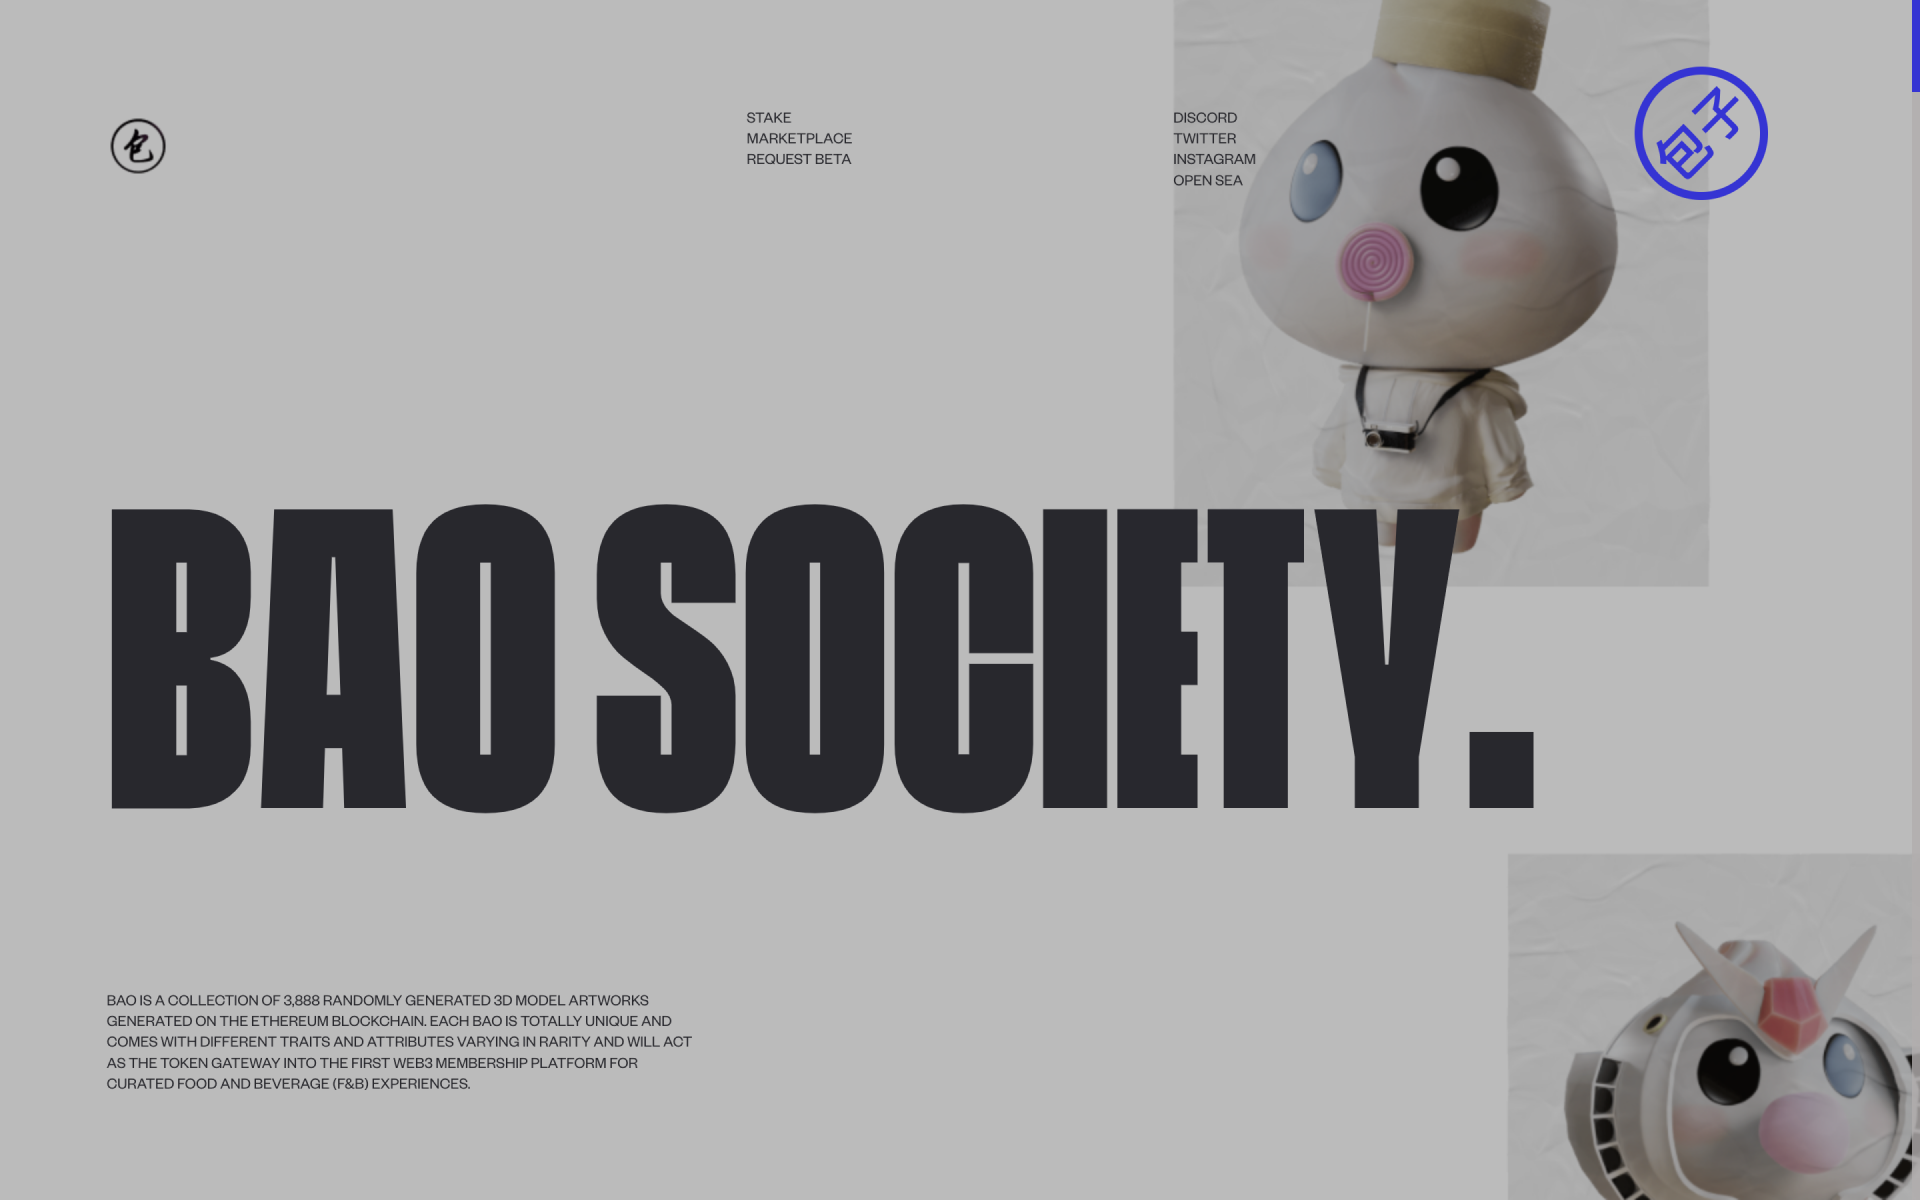 包
STAKE
MARKETPLACE
REQUEST BETA
DISCORD
TWITTER
INSTAGRAM
OPEN SEA
包子
BAO SOCIETY.
BAO IS A COLLECTION OF 3,888 RANDOMLY GENERATED 3D MODEL ARTWORKS
GENERATED ON THE ETHEREUM BLOCKCHAIN. EACH BAO IS TOTALLY UNIQUE AND
COMES WITH DIFFERENT TRAITS AND ATTRIBUTES VARYING IN RARITY AND WILL ACT
AS THE TOKEN GATEWAY INTO THE FIRST WEB3 MEMBERSHIP PLATFORM FOR
CURATED FOOD AND BEVERAGE (F&B) EXPERIENCES.